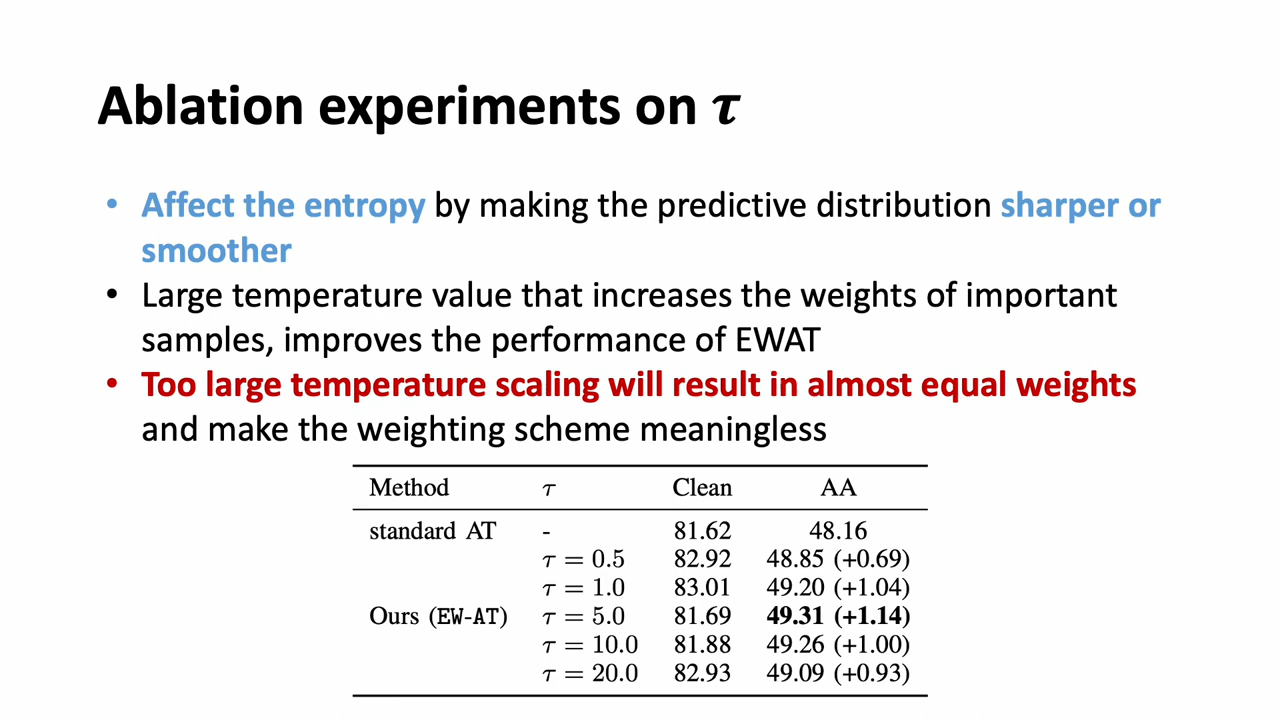 Ablation experiments on τ
• Affect the entropy by making the predictive distribution sharper or
smoother
• Large temperature value that increases the weights of important
samples, improves the performance of EWAT
• Too large temperature scaling will result in almost equal weights
and make the weighting scheme meaningless
Method τ Clean AA
standard AT - 81.62 48.16
τ = 0.5 82.92 48.85 (+0.69)
τ = 1.0 83.01 49.20 (+1.04)
Ours (EW-AT) τ = 5.0 81.69 49.31 (+1.14)
τ = 10.0 81.88 49.26 (+1.00)
τ = 20.0 82.93 49.09 (+0.93)